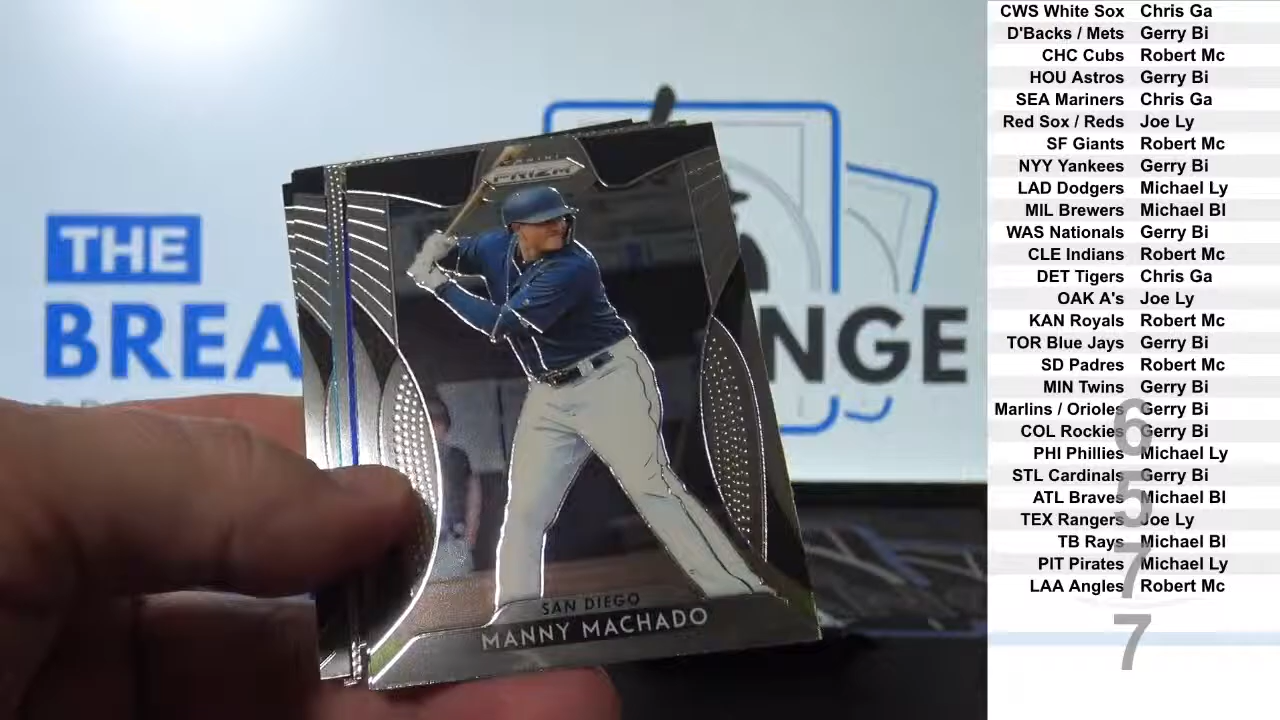 THE
BREA
NGE
PANINI
PRIZM
SAN DIEGO
MANNY MACHADO
CWS White Sox Chris Ga
D'Backs / Mets Gerry Bi
CHC Cubs Robert Mc
HOU Astros Gerry Bi
SEA Mariners Chris Ga
Red Sox / Reds Joe Ly
SF Giants Robert Mc
NYY Yankees Gerry Bi
LAD Dodgers Michael Ly
MIL Brewers Michael Bl
WAS Nationals Gerry Bi
CLE Indians Robert Mc
DET Tigers Chris Ga
OAK A's Joe Ly
KAN Royals Robert Mc
TOR Blue Jays Gerry Bi
SD Padres Robert Mc
MIN Twins Gerry Bi
Marlins / Orioles Gerry Bi
COL Rockies Gerry Bi
PHI Phillies Michael Ly
STL Cardinals Gerry Bi
ATL Braves Michael Bl
TEX Rangers Joe Ly
TB Rays Michael Bl
PIT Pirates Michael Ly
LAA Angles Robert Mc
6
5
7
7